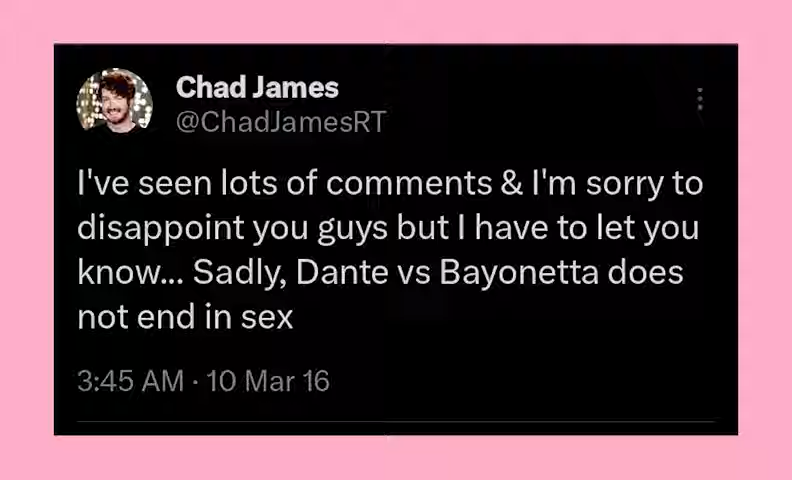 Chad James
@ChadJamesRT
I've seen lots of comments & I'm sorry to
disappoint you guys but I have to let you
know... Sadly, Dante vs Bayonetta does
not end in sex
3:45 AM · 10 Mar 16